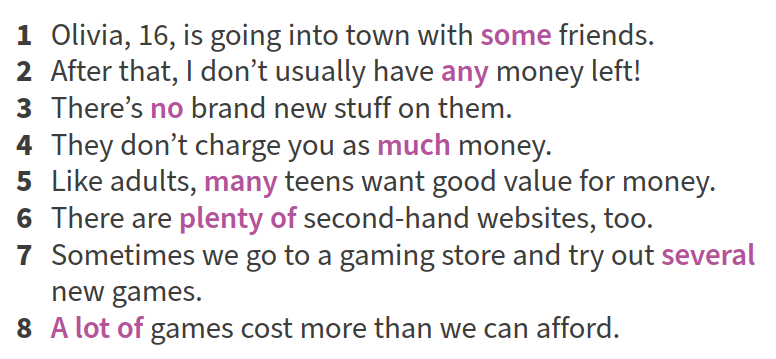 1 Olivia, 16, is going into town with some friends.
2 After that, I don’t usually have any money left!
3 There’s no brand new stuff on them.
4 They don’t charge you as much money.
5 Like adults, many teens want good value for money.
6 There are plenty of second-hand websites, too.
7 Sometimes we go to a gaming store and try out several
new games.
8 A lot of games cost more than we can afford.